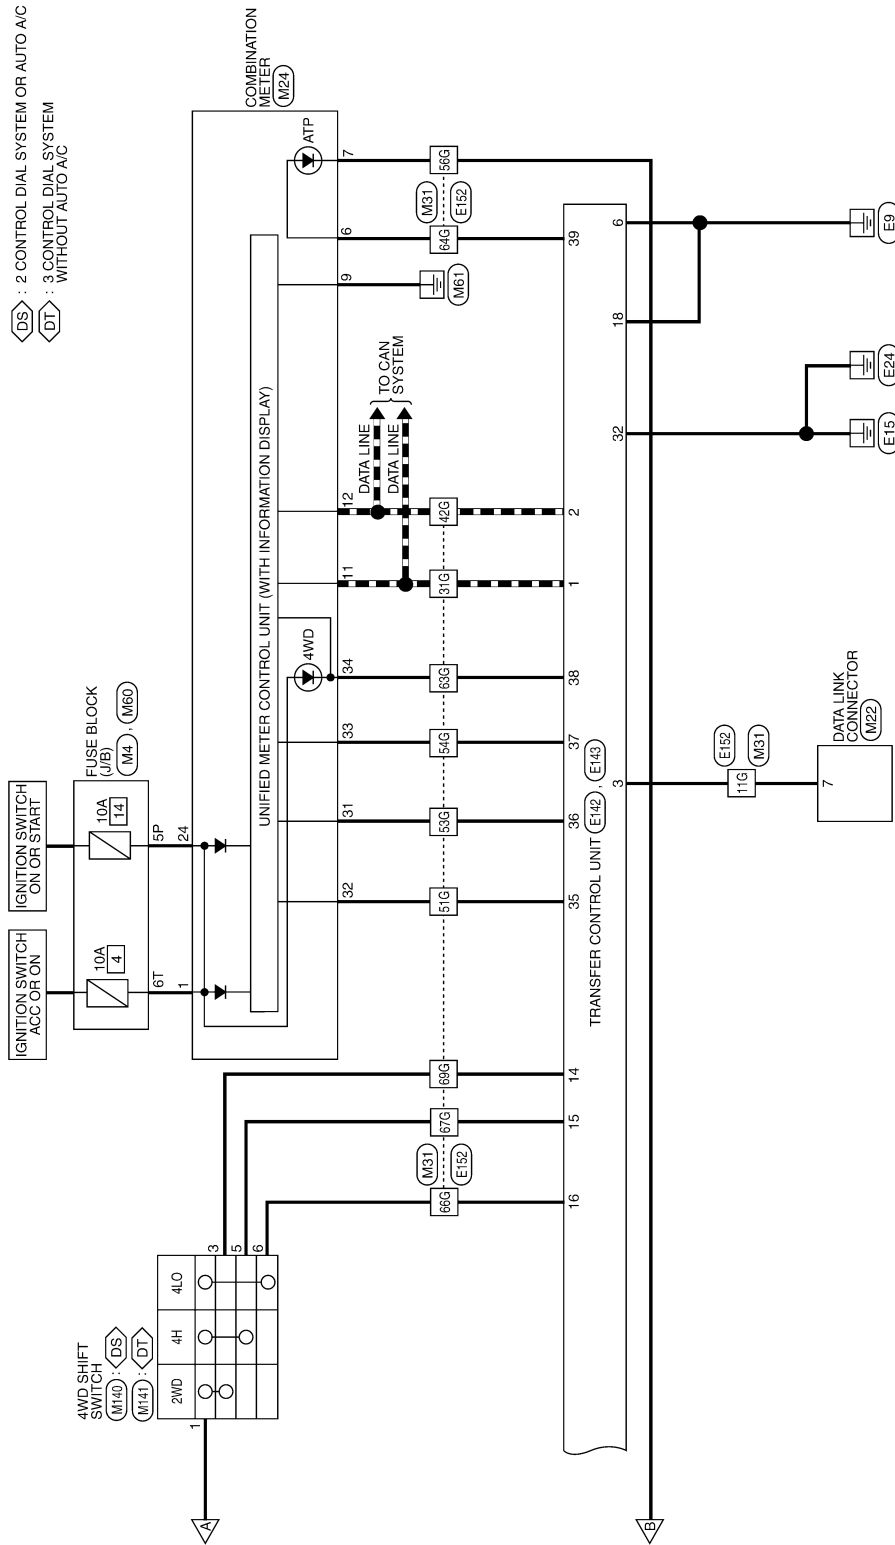 DS : 2 CONTROL DIAL SYSTEM OR AUTO A/C
DT : 3 CONTROL DIAL SYSTEM
WITHOUT AUTO A/C
IGNITION SWITCH
ACC OR ON
IGNITION SWITCH
ON OR START
FUSE BLOCK
(J/B)
M4 , M60
10A
4
10A
14
6T
5P
1
24
COMBINATION
METER
M24
UNIFIED METER CONTROL UNIT (WITH INFORMATION DISPLAY)
4WD
ATP
32
31
33
34
11
12
9
6
7
DATA LINE
DATA LINE
TO CAN
SYSTEM
M61
4WD SHIFT
SWITCH
M140 : DS
M141 : DT
2WD
4H
4LO
1
3
5
6
A
66G
67G
69G
51G
53G
54G
63G
31G
42G
64G
56G
M31
E152
M31
E152
16
15
14
35
36
37
38
1
2
39
TRANSFER CONTROL UNIT E142 , E143
3
32
18
6
B
11G
E152
M31
7
DATA LINK
CONNECTOR
M22
E15
E24
E9